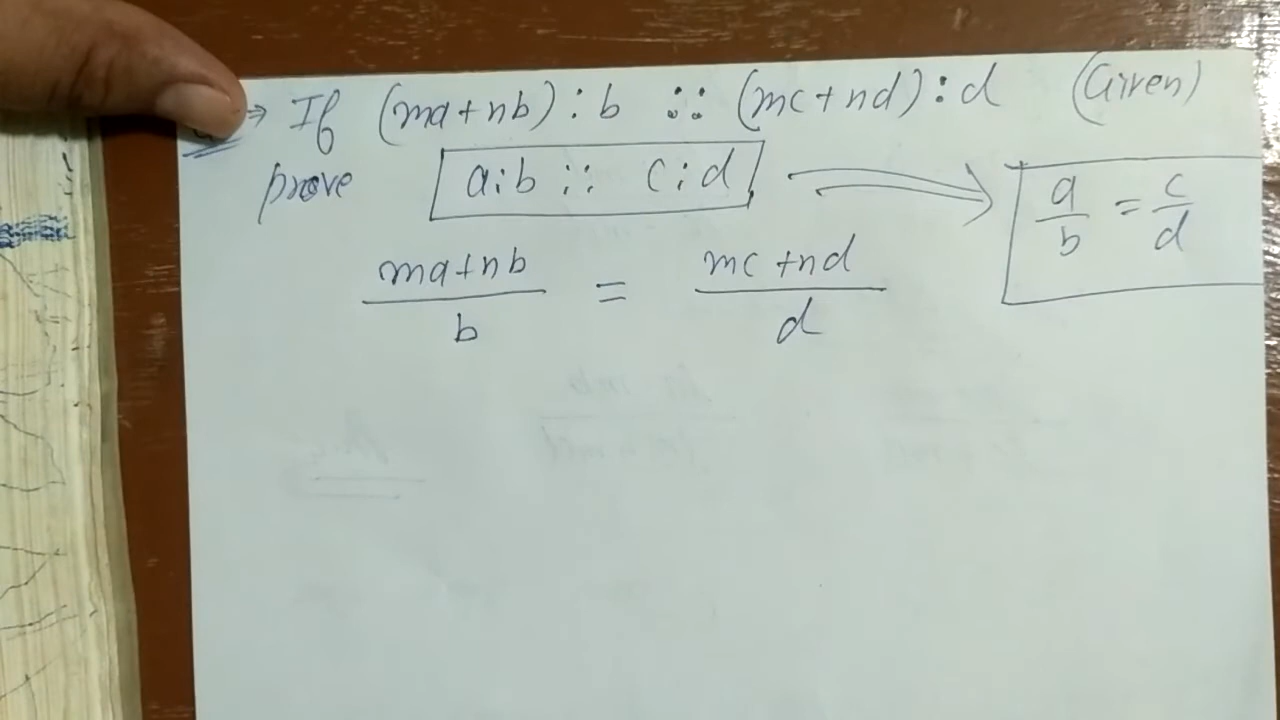 ⇒ If (ma+nb) : b :: (mc+nd) : d (Given)
prove a:b :: c:d ⟹ a/b = c/d
(ma+nb)/b = (mc+nd)/d